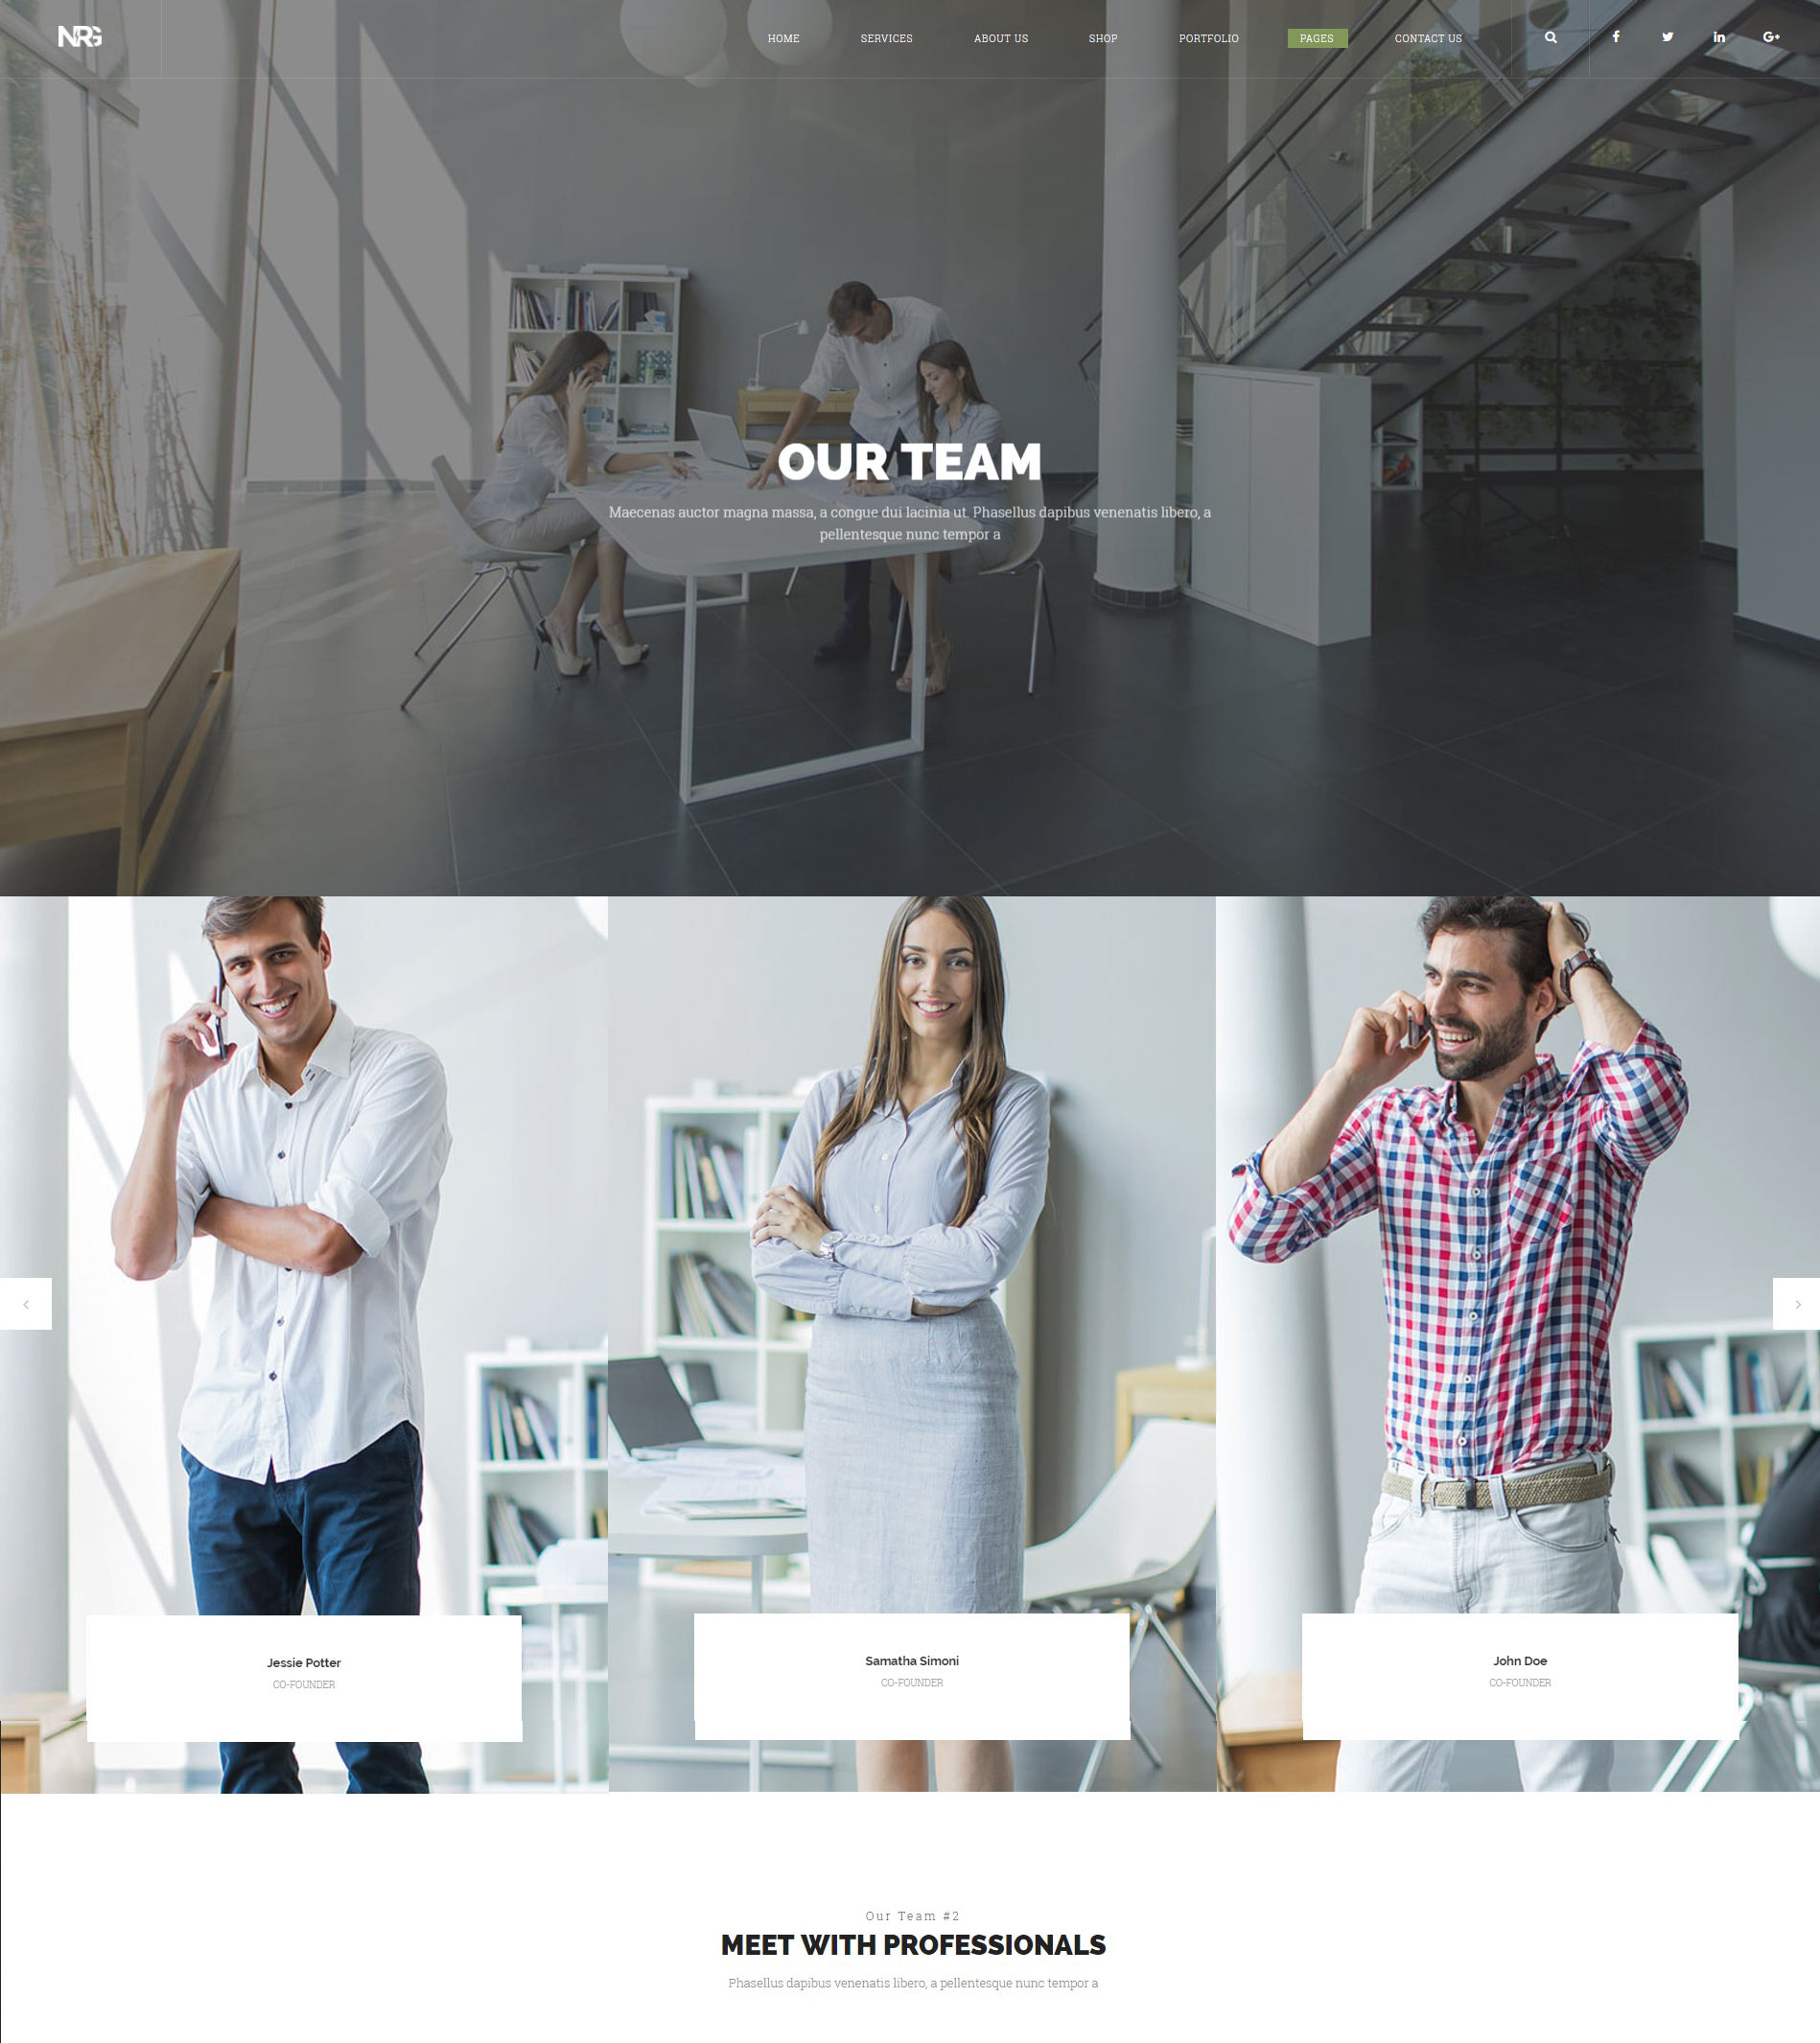 NRG
HOME SERVICES ABOUT US SHOP PORTFOLIO PAGES CONTACT US
OUR TEAM
Maecenas auctor magna massa, a congue dui lacinia ut. Phasellus dapibus venenatis libero, a
pellentesque nunc tempor a
Jessie Potter
CO-FOUNDER
Samatha Simoni
CO-FOUNDER
John Doe
CO-FOUNDER
Our Team #2
MEET WITH PROFESSIONALS
Phasellus dapibus venenatis libero, a pellentesque nunc tempor a